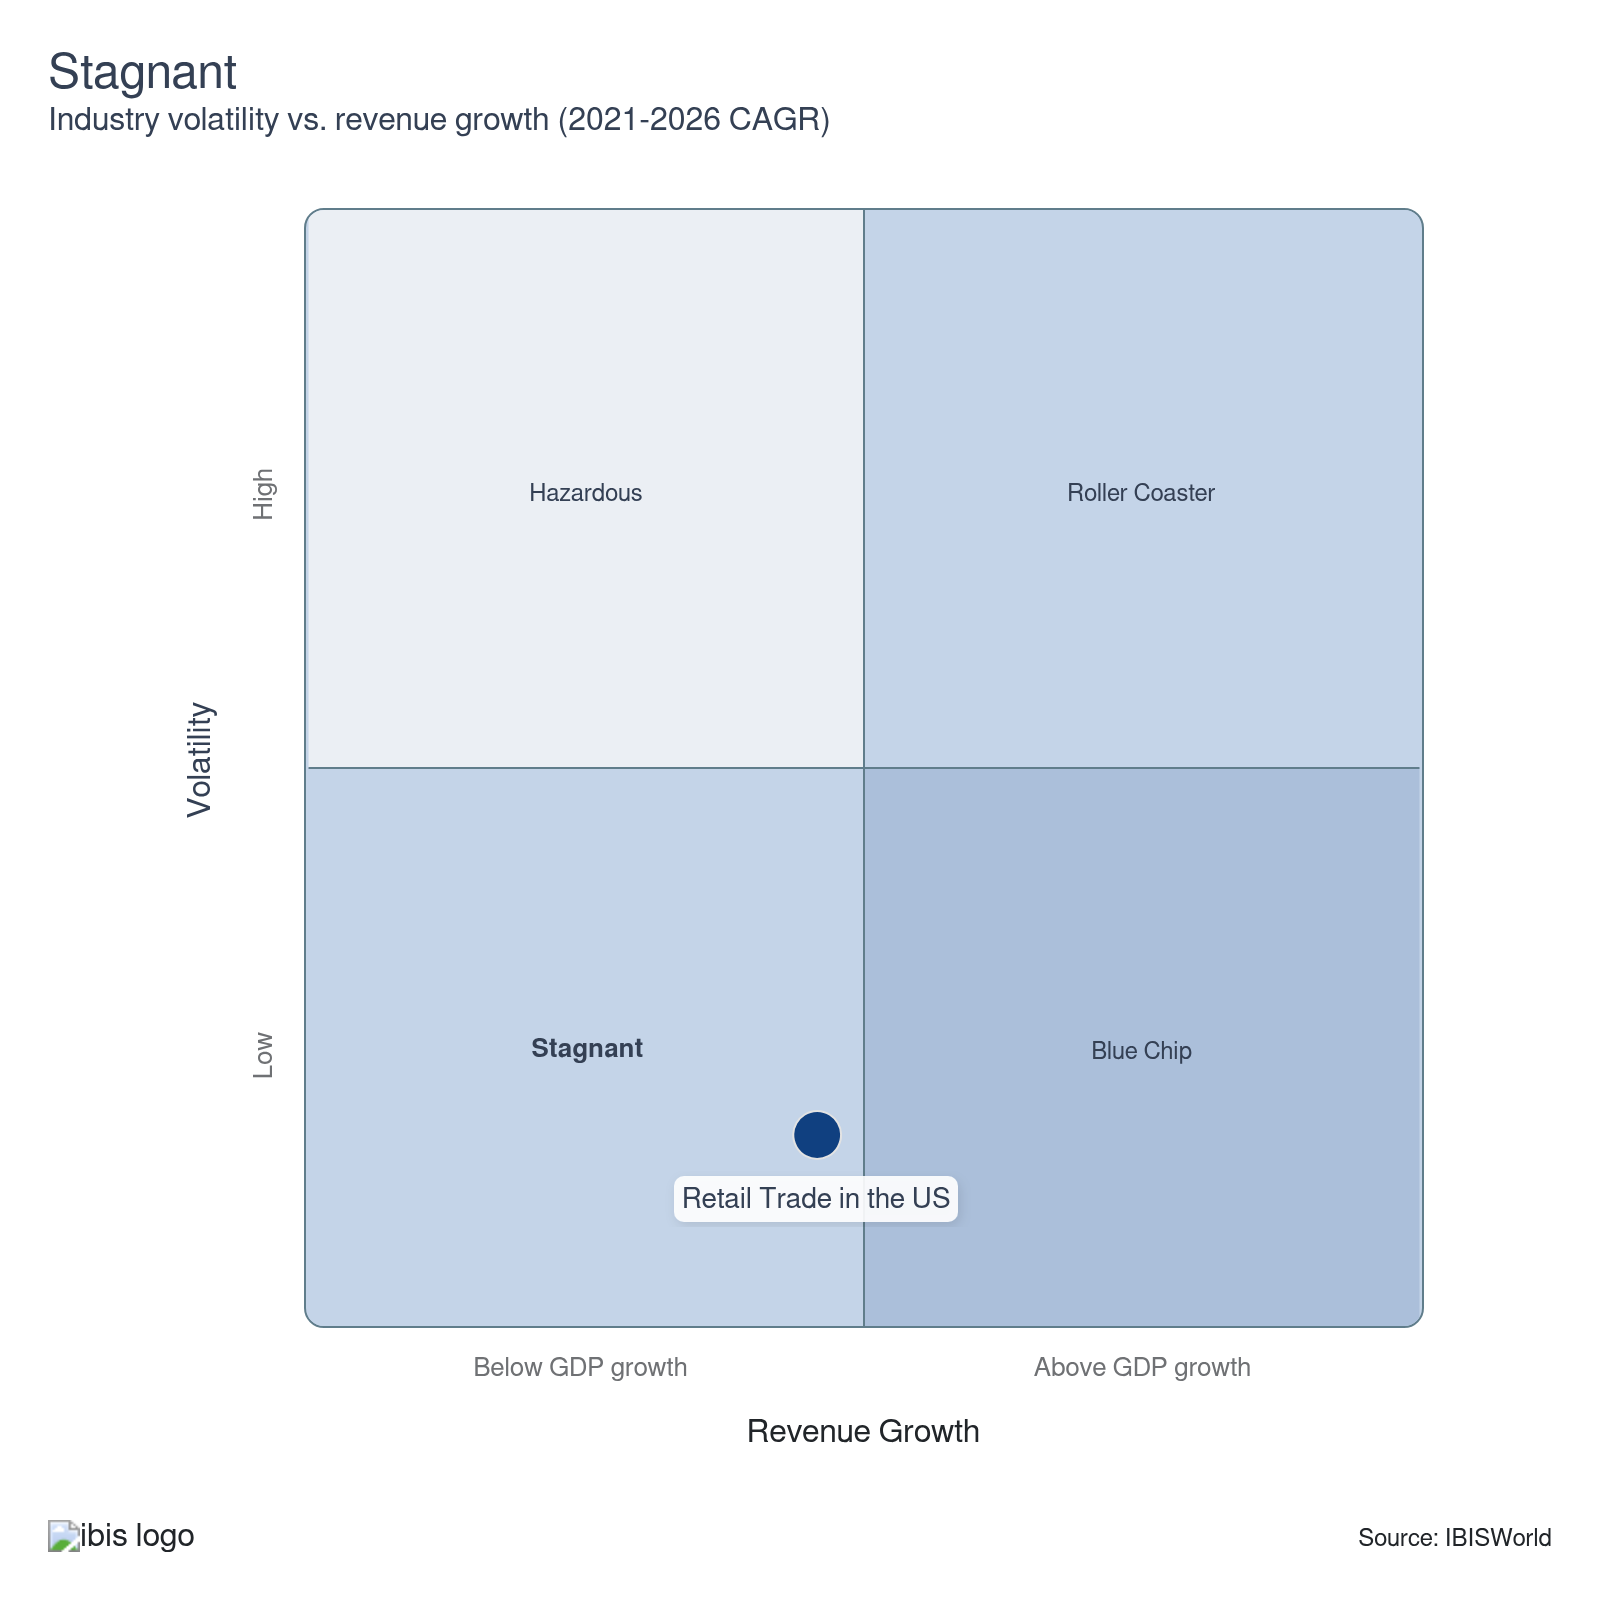 Stagnant
Industry volatility vs. revenue growth (2021-2026 CAGR)
Hazardous
Roller Coaster
High
Volatility
Low
Stagnant
Blue Chip
Retail Trade in the US
Below GDP growth
Above GDP growth
Revenue Growth
ibis logo
Source: IBISWorld